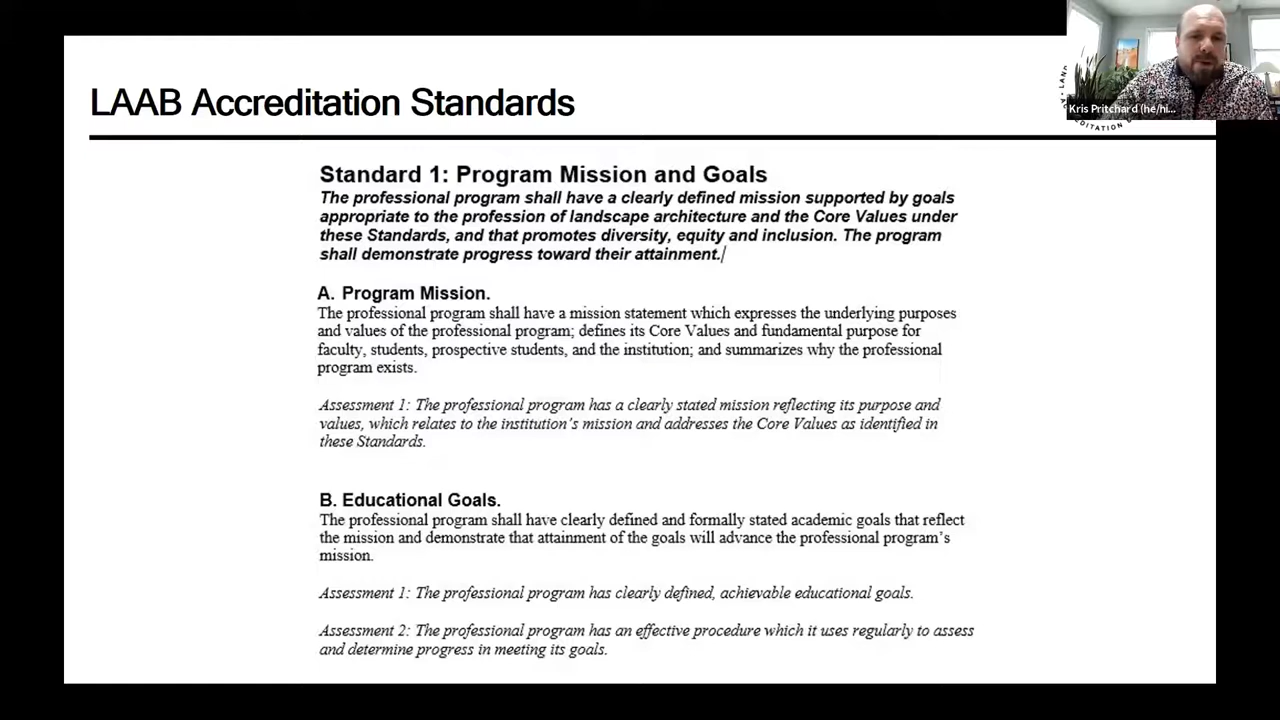 LAAB Accreditation Standards
LAND
Kris Pritchard (he/hi...
DITATION
Standard 1: Program Mission and Goals
The professional program shall have a clearly defined mission supported by goals
appropriate to the profession of landscape architecture and the Core Values under
these Standards, and that promotes diversity, equity and inclusion. The program
shall demonstrate progress toward their attainment.
A. Program Mission.
The professional program shall have a mission statement which expresses the underlying purposes
and values of the professional program; defines its Core Values and fundamental purpose for
faculty, students, prospective students, and the institution; and summarizes why the professional
program exists.
Assessment 1: The professional program has a clearly stated mission reflecting its purpose and
values, which relates to the institution's mission and addresses the Core Values as identified in
these Standards.
B. Educational Goals.
The professional program shall have clearly defined and formally stated academic goals that reflect
the mission and demonstrate that attainment of the goals will advance the professional program's
mission.
Assessment 1: The professional program has clearly defined, achievable educational goals.
Assessment 2: The professional program has an effective procedure which it uses regularly to assess
and determine progress in meeting its goals.